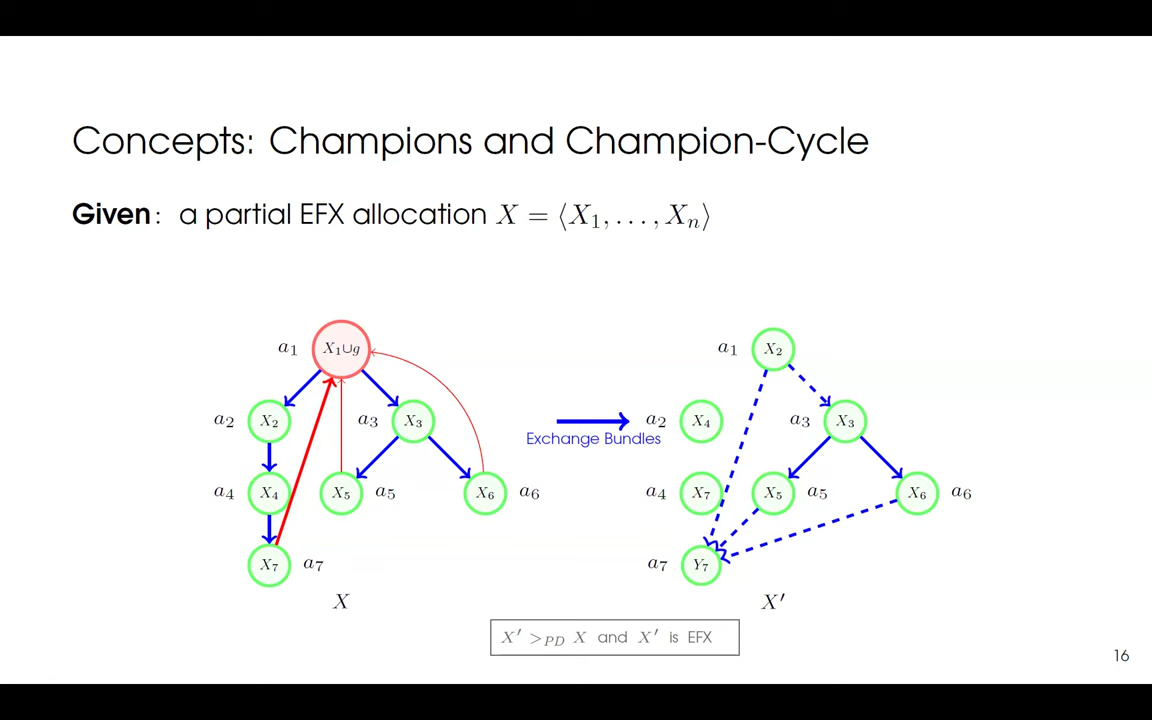 Concepts: Champions and Champion-Cycle
Given: a partial EFX allocation X = ⟨X₁, . . . , Xₙ⟩
a₁ X₁∪g
a₂ X₂ a₃ X₃
a₄ X₄ X₅ a₅ X₆ a₆
X₇ a₇
X
Exchange Bundles
a₁ X₂
a₂ X₄ a₃ X₃
a₄ X₇ X₅ a₅ X₆ a₆
a₇ Y₇
X′
X′ >_PD X and X′ is EFX
16